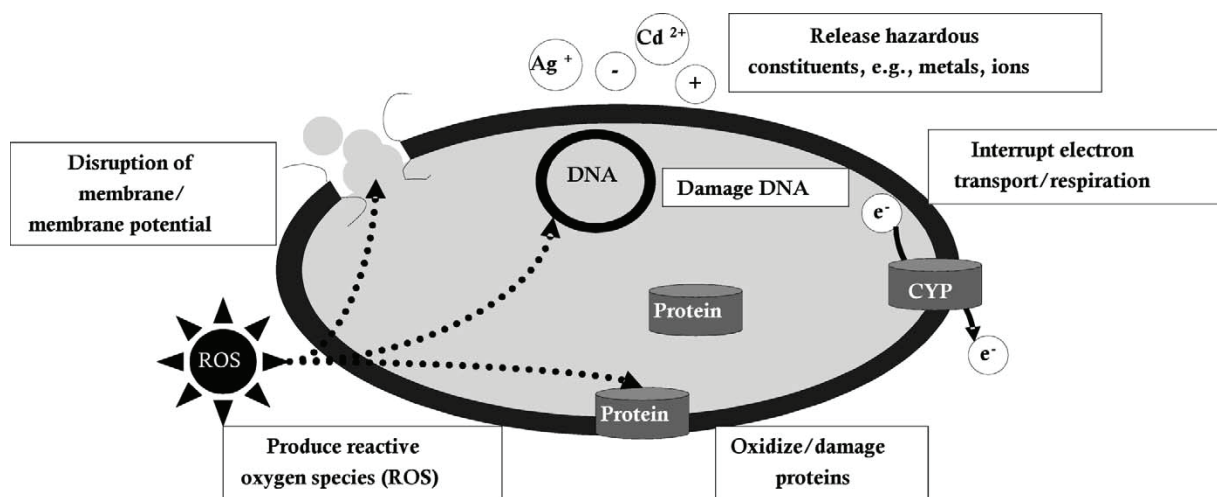 Cd 2+
Ag +
-
+
Release hazardous
constituents, e.g., metals, ions
Disruption of
membrane/
membrane potential
DNA
Damage DNA
Interrupt electron
transport/respiration
e-
CYP
e-
Protein
ROS
Protein
Produce reactive
oxygen species (ROS)
Oxidize/damage
proteins